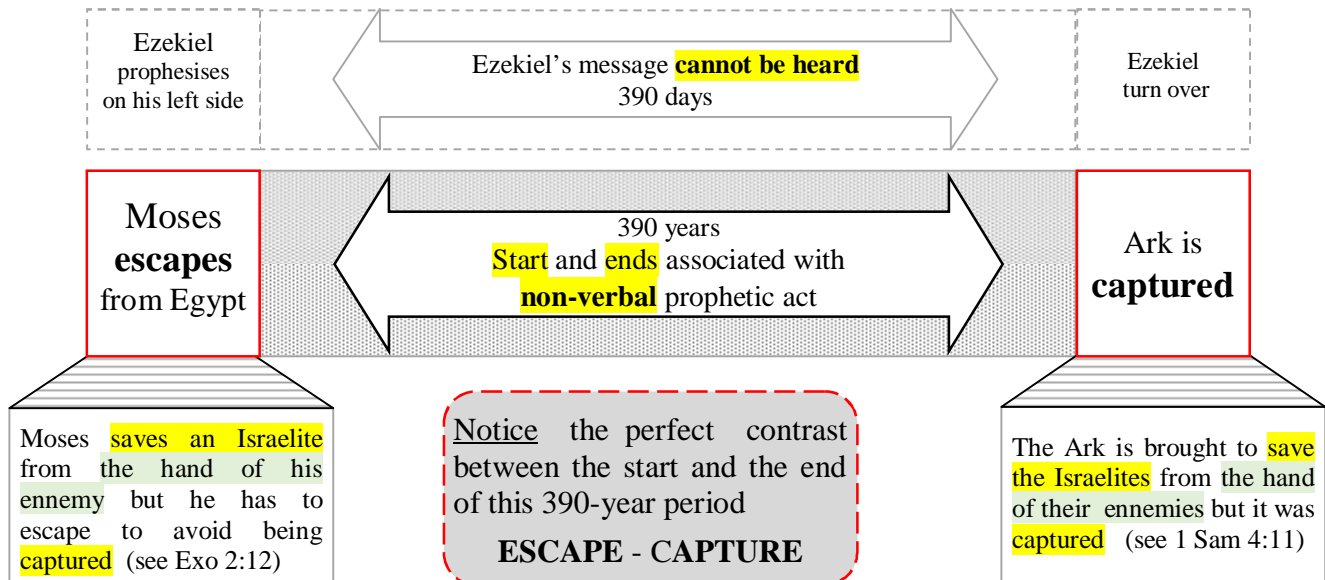 Ezekiel
prophesises
on his left side
Ezekiel's message cannot be heard
390 days
Ezekiel
turn over
Moses
escapes
from Egypt
390 years
Start and ends associated with
non-verbal prophetic act
Ark is
captured
Moses saves an Israelite
from the hand of his
ennemy but he has to
escape to avoid being
captured (see Exo 2:12)
Notice the perfect contrast
between the start and the end
of this 390-year period
ESCAPE - CAPTURE
The Ark is brought to save
the Israelites from the hand
of their ennemies but it was
captured (see 1 Sam 4:11)